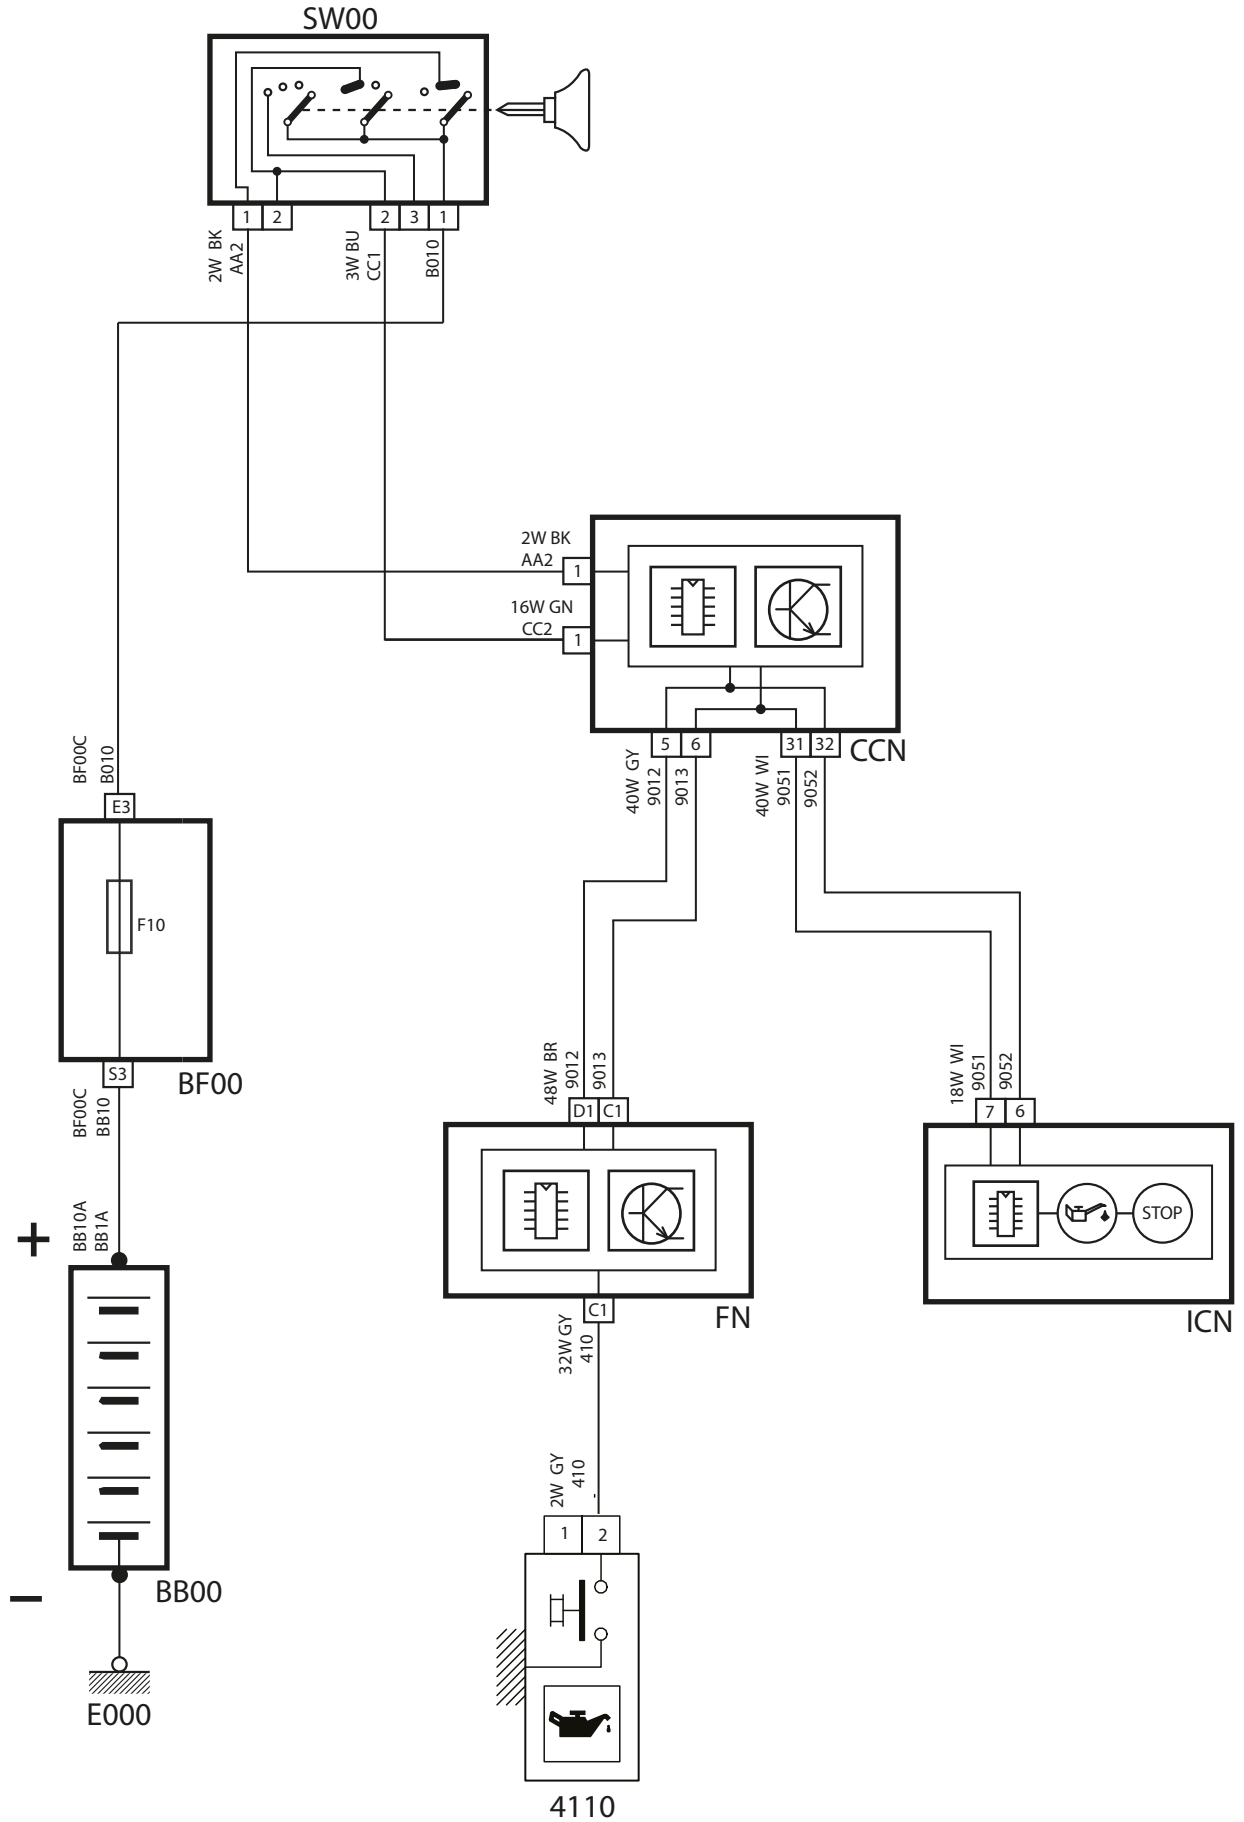 SW00
1 2 2 3 1
2W BK
AA2
3W BU
CC1
B010
2W BK
AA2
1
16W GN
CC2
1
5 6 31 32
CCN
40W GY
9012
9013
40W WI
9051
9052
BF00C
B010
E3
F10
S3
BF00
BF00C
BB10
BB10A
BB1A
+
−
BB00
E000
48W BR
9012
9013
D1 C1
C1
FN
32W GY
410
2W GY
410
-
1 2
4110
18W WI
9051
9052
7 6
STOP
ICN